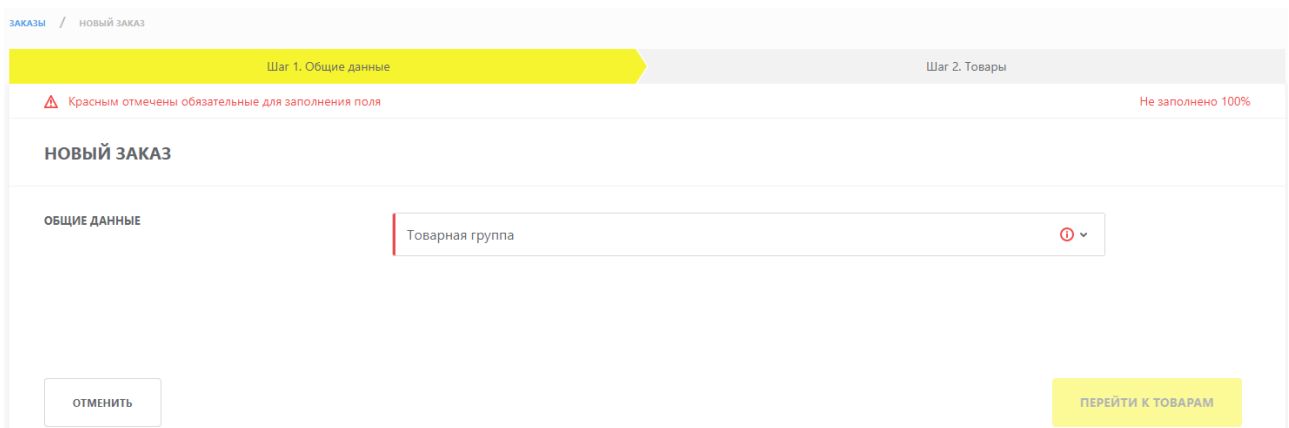 ЗАКАЗЫ / НОВЫЙ ЗАКАЗ
Шаг 1. Общие данные
Шаг 2. Товары
Красным отмечены обязательные для заполнения поля
Не заполнено 100%
НОВЫЙ ЗАКАЗ
ОБЩИЕ ДАННЫЕ
Товарная группа
ОТМЕНИТЬ
ПЕРЕЙТИ К ТОВАРАМ